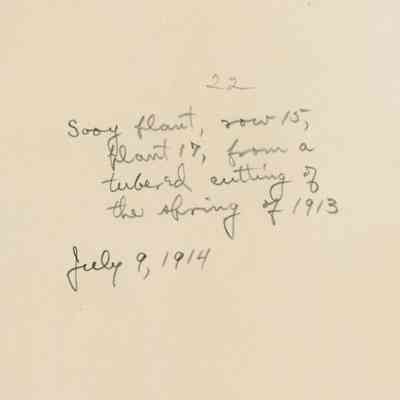 22
Sooy plant, row 15,
plant 17, from a
tubered cutting of
the spring of 1913
July 9, 1914